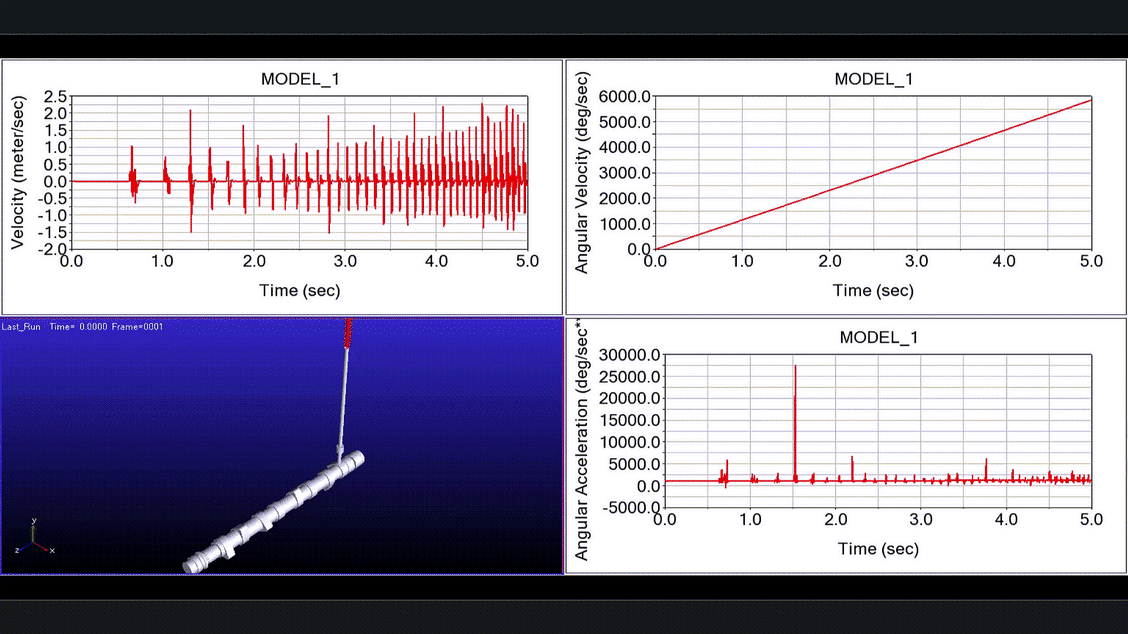 MODEL_1
Velocity (meter/sec)
2.5
2.0
1.5
1.0
0.5
0.0
-0.5
-1.0
-1.5
-2.0
0.0 1.0 2.0 3.0 4.0 5.0
Time (sec)
MODEL_1
Angular Velocity (deg/sec)
6000.0
5000.0
4000.0
3000.0
2000.0
1000.0
0.0
0.0 1.0 2.0 3.0 4.0 5.0
Time (sec)
Last_Run Time= 0.0000 Frame=0001
y
z x
MODEL_1
Angular Acceleration (deg/sec*
30000.0
25000.0
20000.0
15000.0
10000.0
5000.0
0.0
-5000.0
0.0 1.0 2.0 3.0 4.0 5.0
Time (sec)